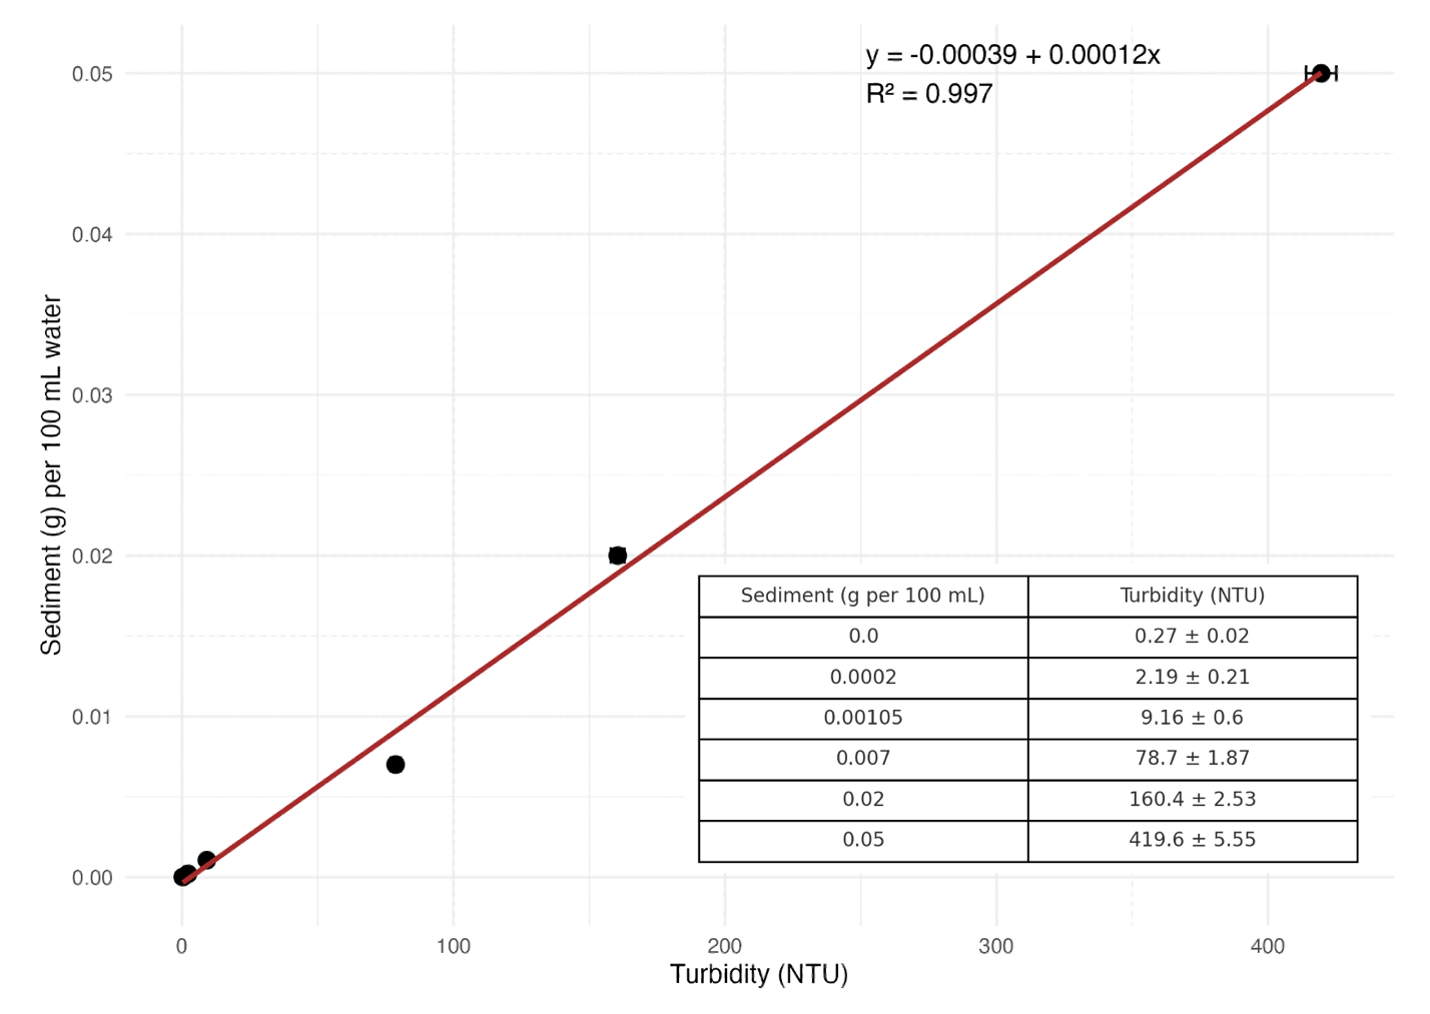 y = -0.00039 + 0.00012x
R² = 0.997
0.05
0.04
0.03
0.02
0.01
0.00
Sediment (g) per 100 mL water
Sediment (g per 100 mL) Turbidity (NTU)
0.0 0.27 ± 0.02
0.0002 2.19 ± 0.21
0.00105 9.16 ± 0.6
0.007 78.7 ± 1.87
0.02 160.4 ± 2.53
0.05 419.6 ± 5.55
0 100 200 300 400
Turbidity (NTU)